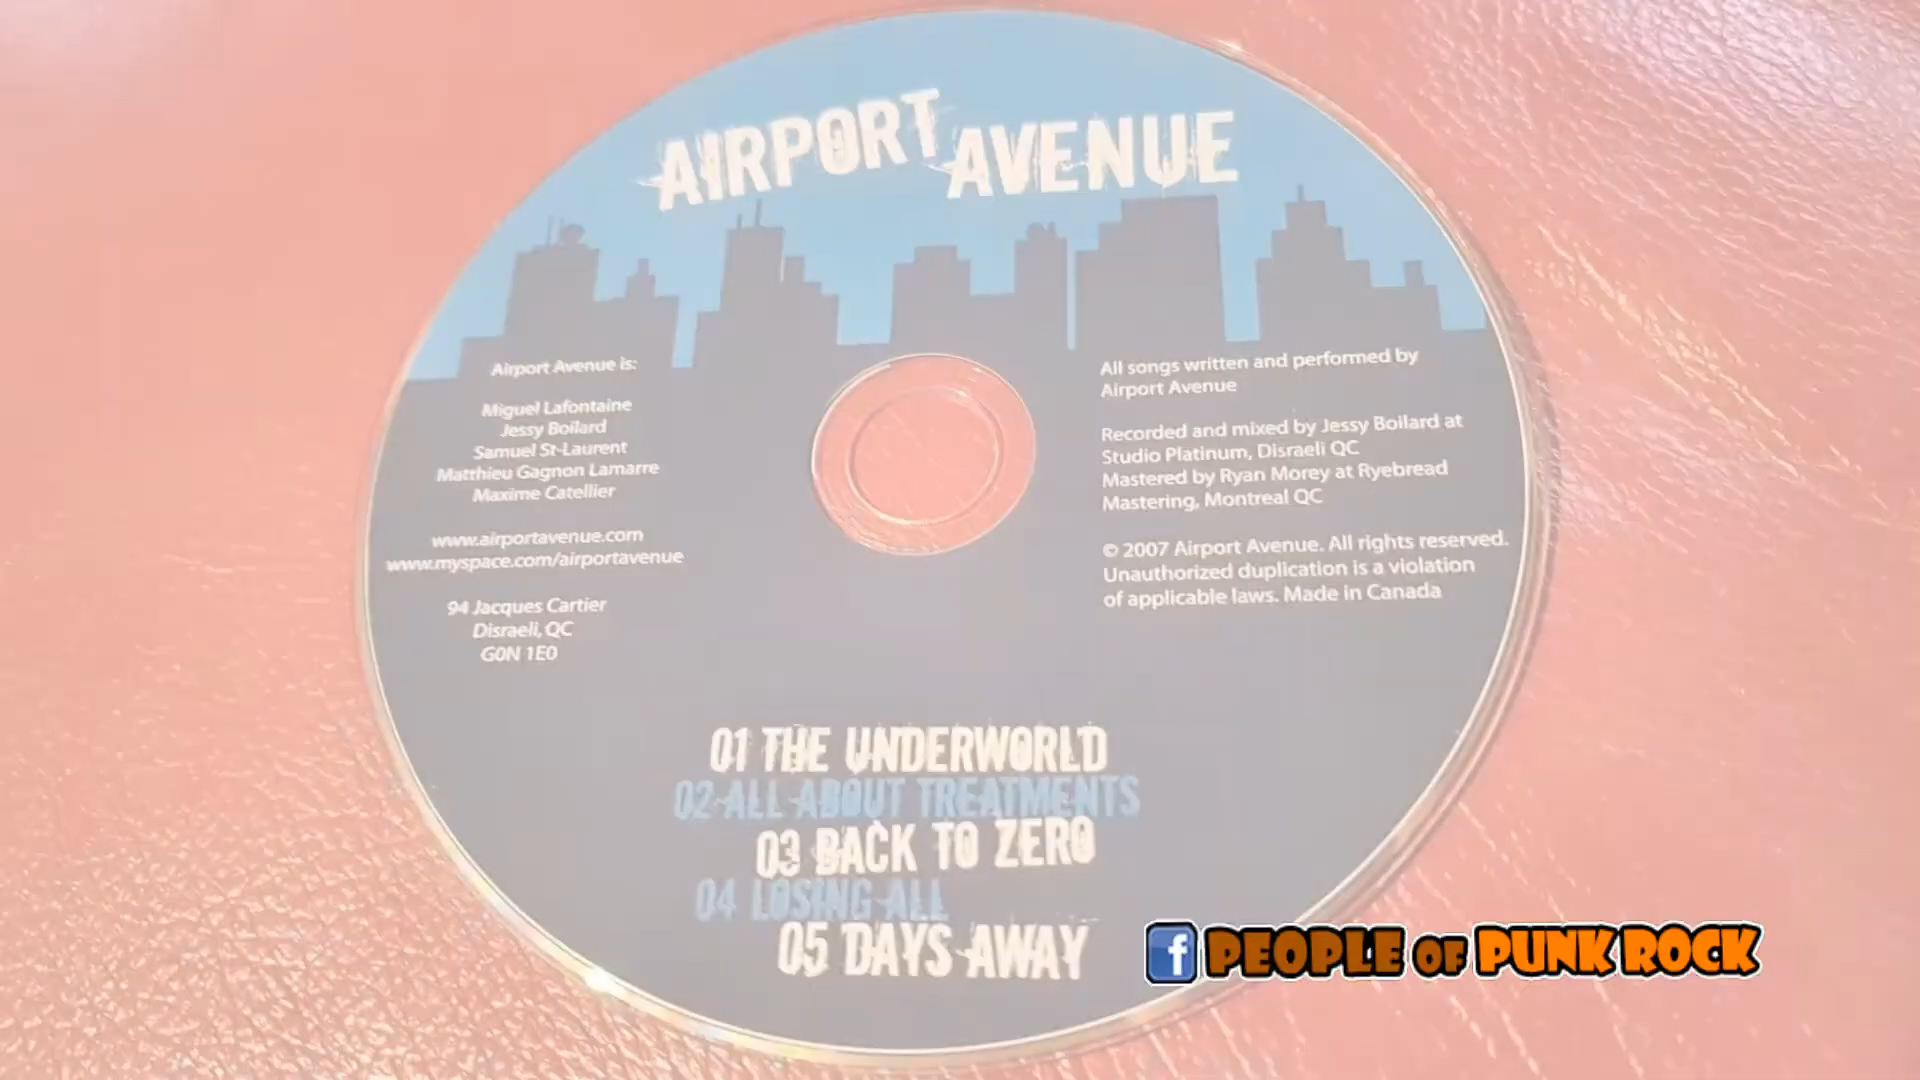 AIRPORT AVENUE
Airport Avenue is:
Miguel Lafontaine
Jessy Boilard
Samuel St-Laurent
Matthieu Gagnon Lamarre
Maxime Catellier
www.airportavenue.com
www.myspace.com/airportavenue
94 Jacques Cartier
Disraeli, QC
G0N 1E0
All songs written and performed by
Airport Avenue
Recorded and mixed by Jessy Boilard at
Studio Platinum, Disraeli QC
Mastered by Ryan Morey at Ryebread
Mastering, Montreal QC
© 2007 Airport Avenue. All rights reserved.
Unauthorized duplication is a violation
of applicable laws. Made in Canada
01 THE UNDERWORLD
02 ALL ABOUT TREATMENTS
03 BACK TO ZERO
04 LOSING ALL
05 DAYS AWAY
f PEOPLE OF PUNK ROCK